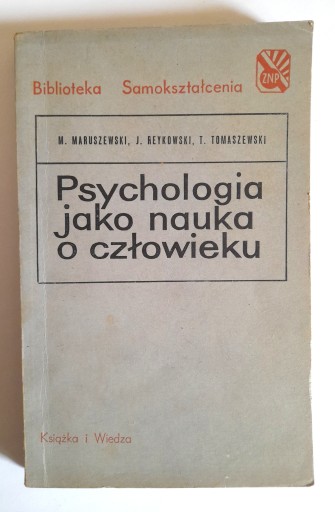 Biblioteka Samokształcenia
ZNP
M. MARUSZEWSKI, J. REYKOWSKI, T. TOMASZEWSKI
Psychologia
jako nauka
o człowieku
Książka i Wiedza